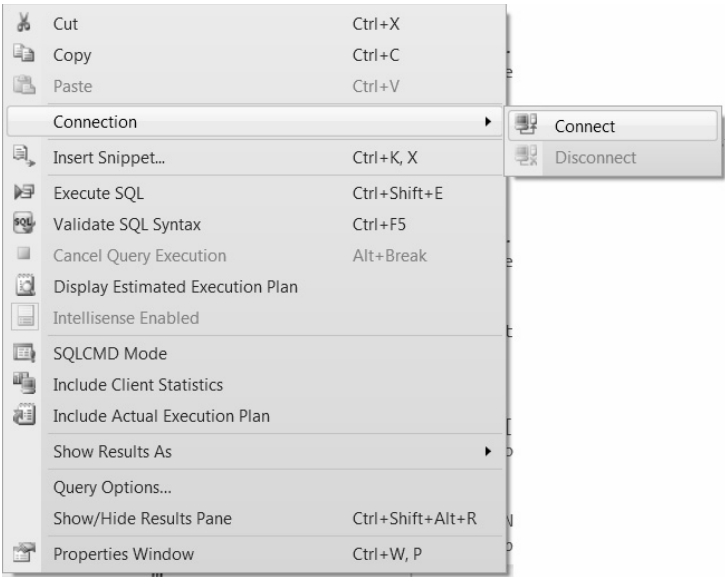 Cut Ctrl+X
Copy Ctrl+C
Paste Ctrl+V
Connection
Connect
Disconnect
Insert Snippet... Ctrl+K, X
Execute SQL Ctrl+Shift+E
Validate SQL Syntax Ctrl+F5
Cancel Query Execution Alt+Break
Display Estimated Execution Plan
Intellisense Enabled
SQLCMD Mode
Include Client Statistics
Include Actual Execution Plan
Show Results As
Query Options...
Show/Hide Results Pane Ctrl+Shift+Alt+R
Properties Window Ctrl+W, P